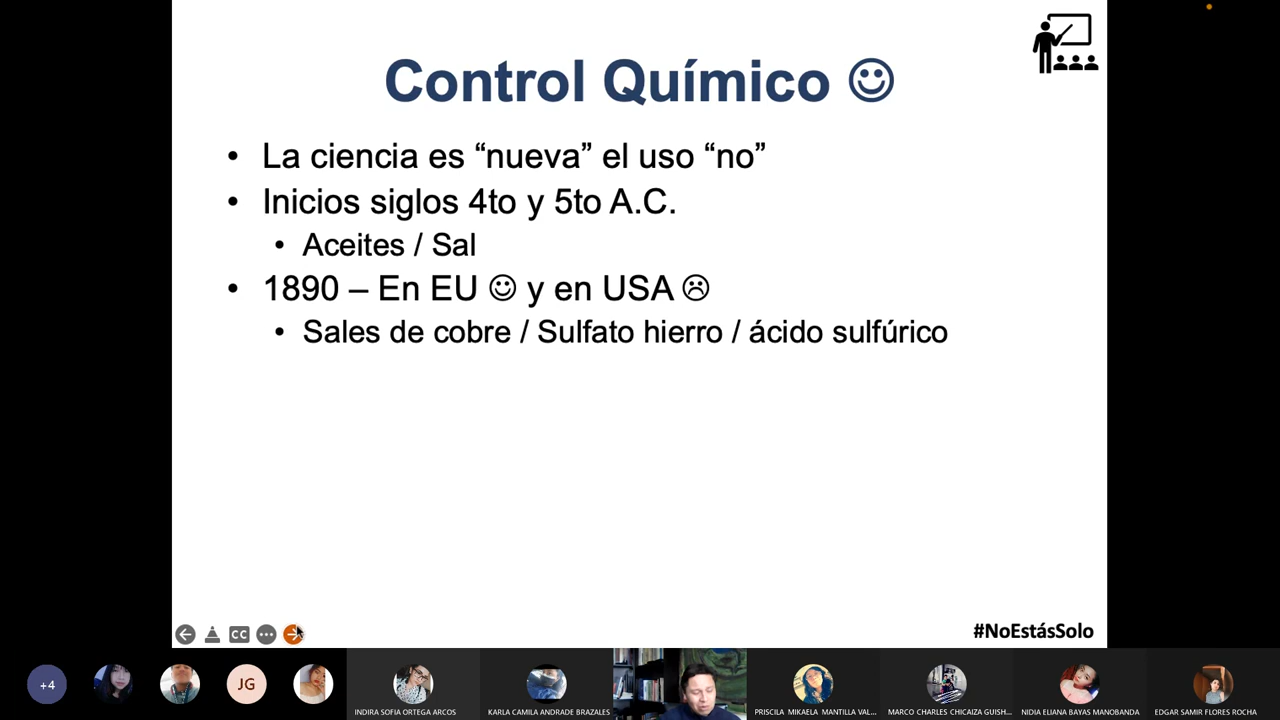 Control Químico ☺
• La ciencia es “nueva” el uso “no”
• Inicios siglos 4to y 5to A.C.
• Aceites / Sal
• 1890 – En EU ☺ y en USA ☹
• Sales de cobre / Sulfato hierro / ácido sulfúrico
CC
#NoEstásSolo
+4
JG
INDIRA SOFIA ORTEGA ARCOS
KARLA CAMILA ANDRADE BRAZALES
PRISCILA MIKAELA MANTILLA VAL...
MARCO CHARLES CHICAIZA GUISH...
NIDIA ELIANA BAYAS MANOBANDA
EDGAR SAMIR FLORES ROCHA